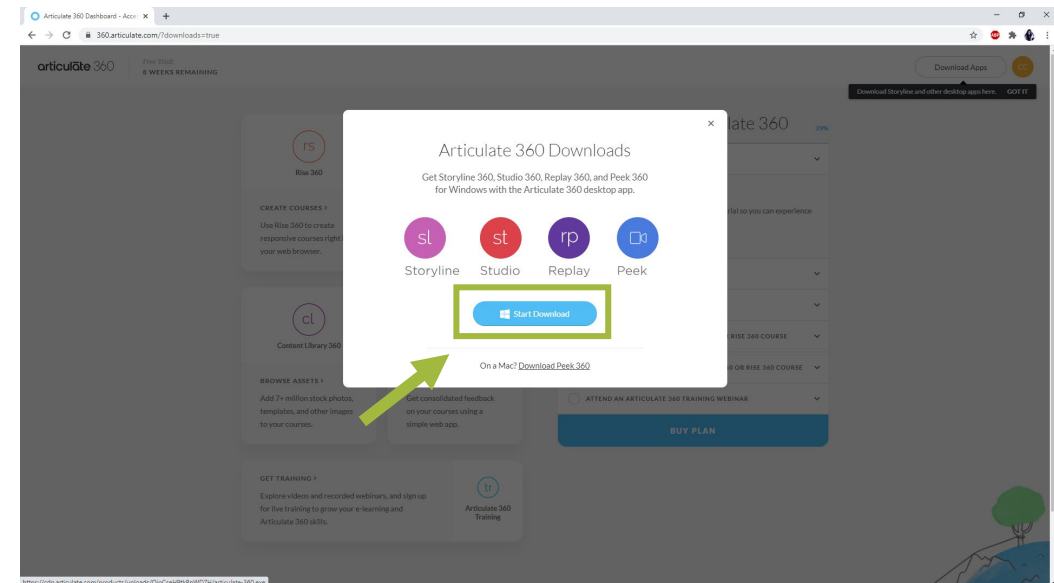 Articulate 360 Dashboard - Acce
360.articulate.com/?downloads=true
articulate 360
Free Trial:
8 WEEKS REMAINING
Download Apps
CC
Download Storyline and other desktop apps here. GOT IT
rs
Rise 360
CREATE COURSES
Use Rise 360 to create
responsive courses right
your web browser.
cl
Content Library 360
BROWSE ASSETS
Add 7+ million stock photos,
templates, and other images
to your courses.
Get consolidated feedback
on your courses using a
simple web app.
GET TRAINING
Explore videos and recorded webinars, and sign up
for live training to grow your e-learning and
Articulate 360 skills.
tr
Articulate 360
Training
Articulate 360 Downloads
Get Storyline 360, Studio 360, Replay 360, and Peek 360
for Windows with the Articulate 360 desktop app.
sl
st
rp
Storyline
Studio
Replay
Peek
Start Download
On a Mac? Download Peek 360
late 360
29%
rial so you can experience
RISE 360 COURSE
OR RISE 360 COURSE
ATTEND AN ARTICULATE 360 TRAINING WEBINAR
BUY PLAN